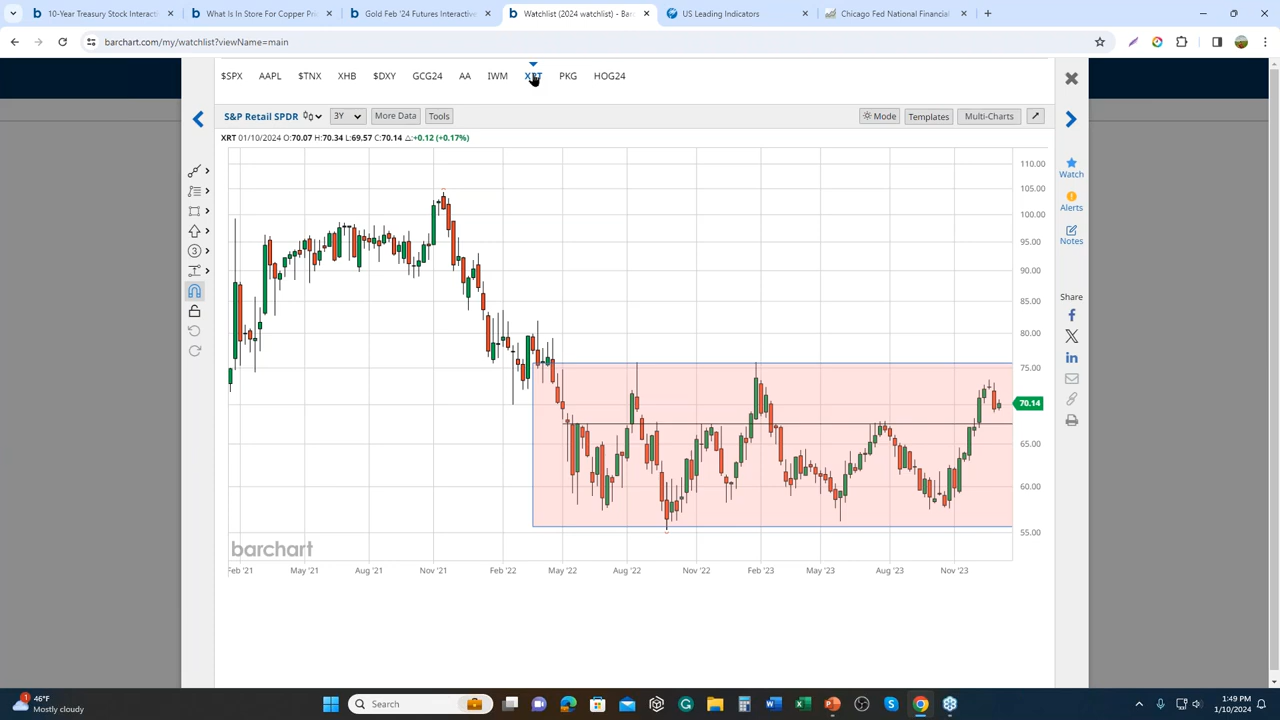 10-Year Treasury Stock Interacti
What Is In Store For Copper Pri
Gold Feb '24 Futures Interactive
Watchlist (2024 watchlist) - Bar
US Leading Indicators
Chicago Fed National Financial
barchart.com/my/watchlist?viewName=main
$SPX AAPL $TNX XHB $DXY GCG24 AA IWM XRT PKG HOG24
S&P Retail SPDR 3Y More Data Tools Mode Templates Multi-Charts
XRT 01/10/2024 O:70.07 H:70.34 L:69.57 C:70.14 △:+0.12 (+0.17%)
110.00
105.00
100.00
95.00
90.00
85.00
80.00
75.00
70.14
65.00
60.00
55.00
Watch
Alerts
Notes
Share
3
barchart
Feb '21 May '21 Aug '21 Nov '21 Feb '22 May '22 Aug '22 Nov '22 Feb '23 May '23 Aug '23 Nov '23
1
46°F
Mostly cloudy
Search
1:49 PM
1/10/2024